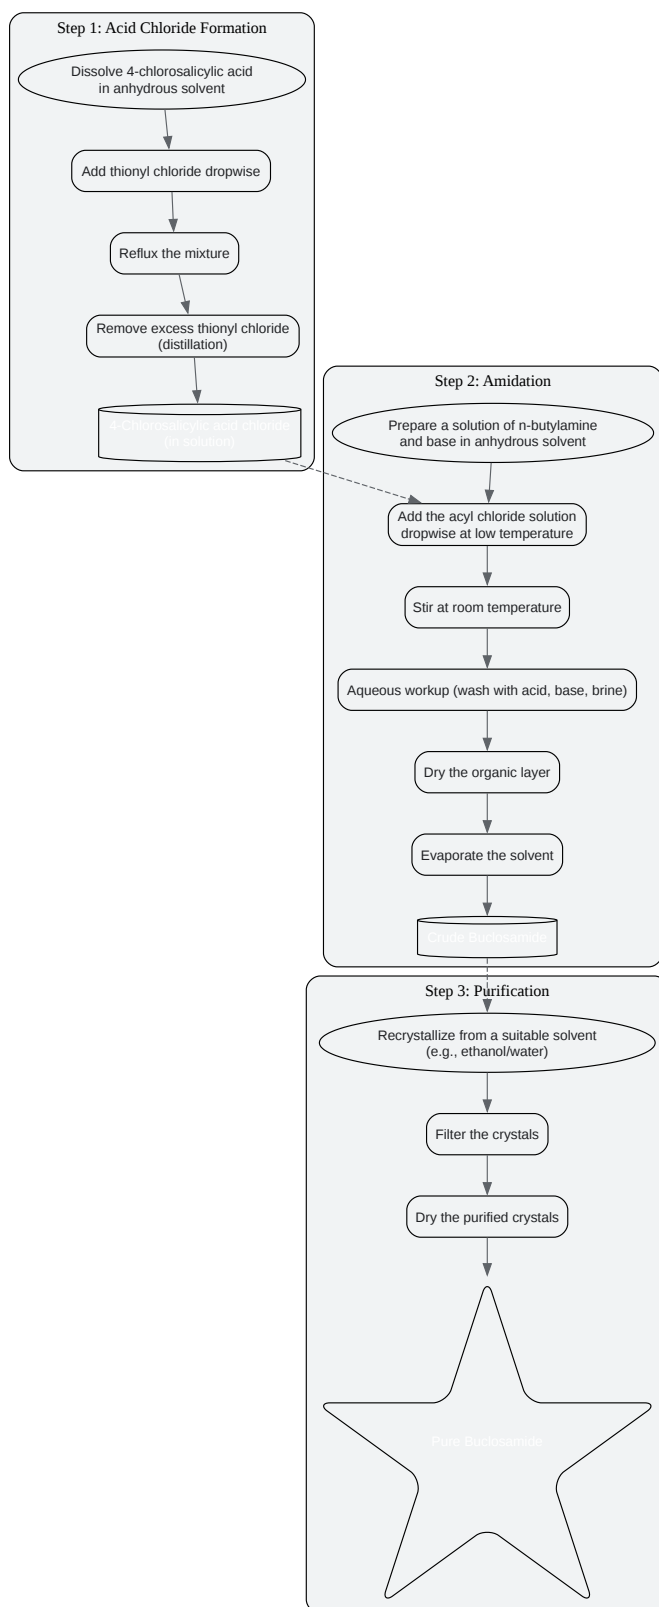 Step 1: Acid Chloride Formation
Dissolve 4-chlorosalicylic acid
in anhydrous solvent
Add thionyl chloride dropwise
Reflux the mixture
Remove excess thionyl chloride
(distillation)
4-Chlorosalicylic acid chloride
(in solution)
Step 2: Amidation
Prepare a solution of n-butylamine
and base in anhydrous solvent
Add the acyl chloride solution
dropwise at low temperature
Stir at room temperature
Aqueous workup (wash with acid, base, brine)
Dry the organic layer
Evaporate the solvent
Crude Buclosamide
Step 3: Purification
Recrystallize from a suitable solvent
(e.g., ethanol/water)
Filter the crystals
Dry the purified crystals
Pure Buclosamide